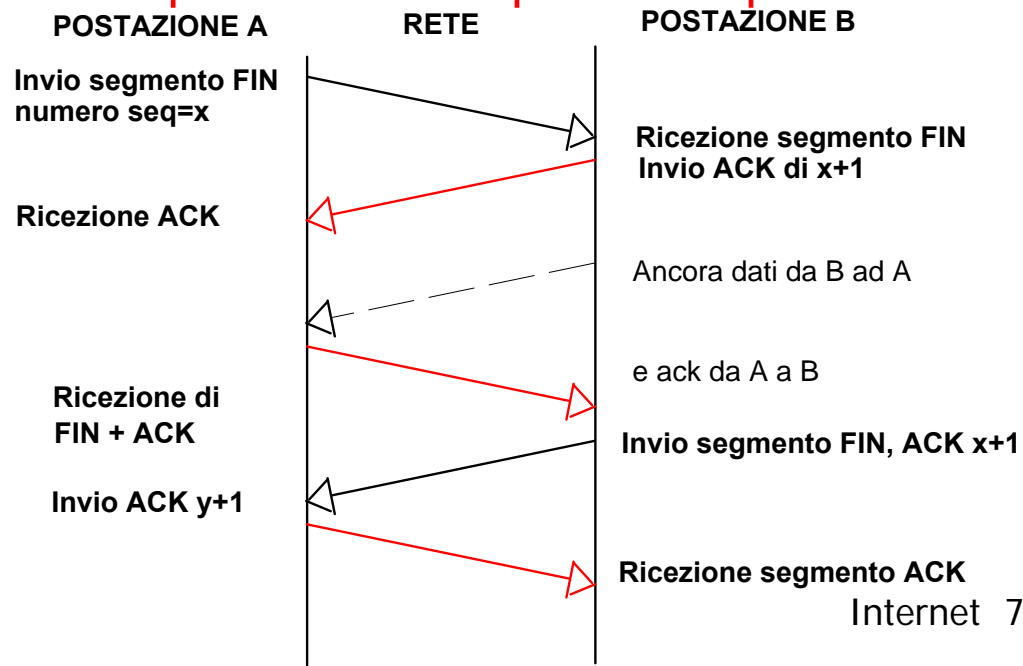 POSTAZIONE A
RETE
POSTAZIONE B
Invio segmento FIN
numero seq=x
Ricezione segmento FIN
Invio ACK di x+1
Ricezione ACK
Ancora dati da B ad A
e ack da A a B
Ricezione di
FIN + ACK
Invio segmento FIN, ACK x+1
Invio ACK y+1
Ricezione segmento ACK
Internet 7